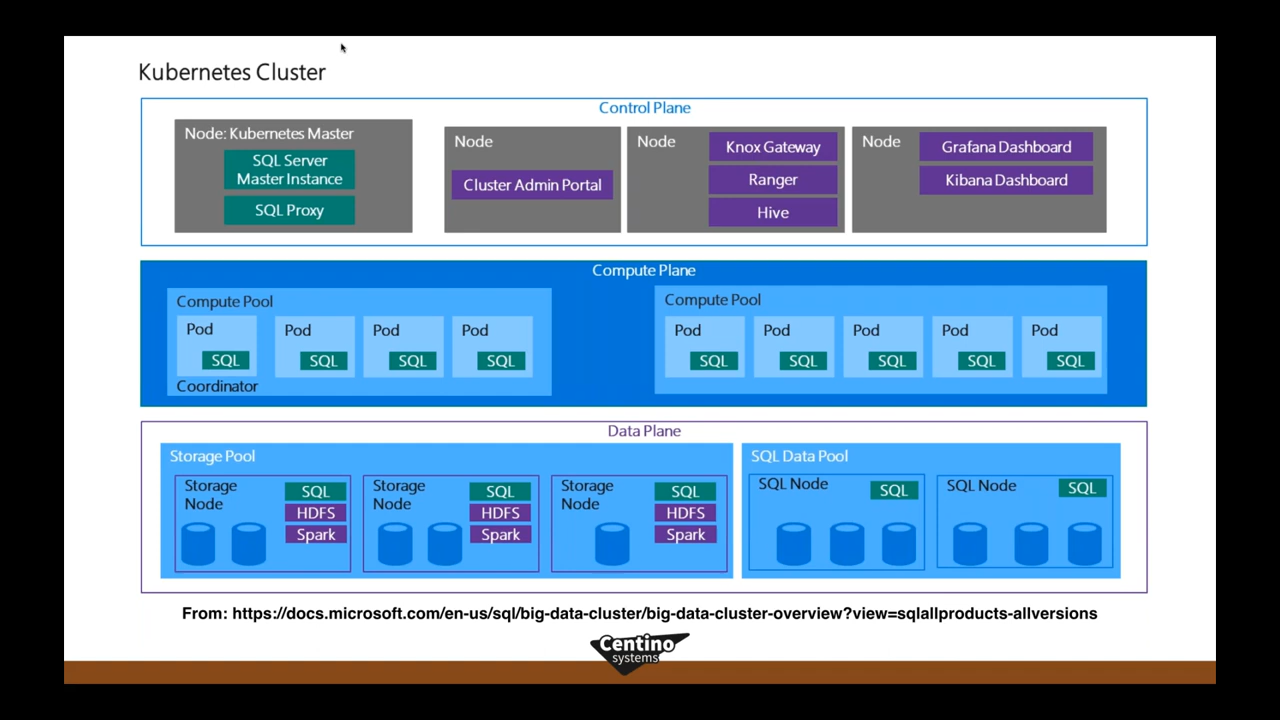 Kubernetes Cluster
Control Plane
Node: Kubernetes Master
SQL Server
Master Instance
SQL Proxy
Node
Cluster Admin Portal
Node
Knox Gateway
Ranger
Hive
Node
Grafana Dashboard
Kibana Dashboard
Compute Plane
Compute Pool
Pod
SQL
Coordinator
Pod
SQL
Pod
SQL
Pod
SQL
Compute Pool
Pod
SQL
Pod
SQL
Pod
SQL
Pod
SQL
Pod
SQL
Data Plane
Storage Pool
Storage
Node
SQL
HDFS
Spark
Storage
Node
SQL
HDFS
Spark
Storage
Node
SQL
HDFS
Spark
SQL Data Pool
SQL Node
SQL
SQL Node
SQL
From: https://docs.microsoft.com/en-us/sql/big-data-cluster/big-data-cluster-overview?view=sqlallproducts-allversions
Centino
systems